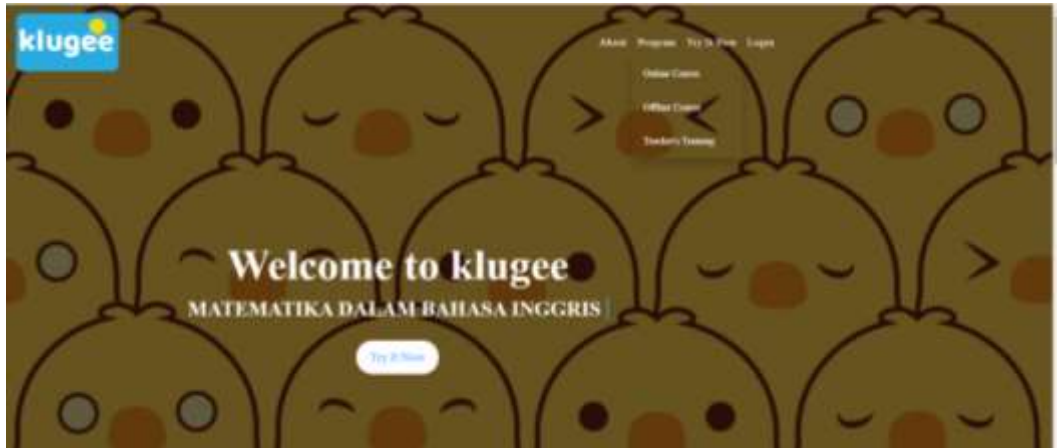 klugee
About Program Try It Now Login
Online Course
Offline Course
Teacher's Training
Welcome to klugee
MATEMATIKA DALAM BAHASA INGGRIS
Try It Now